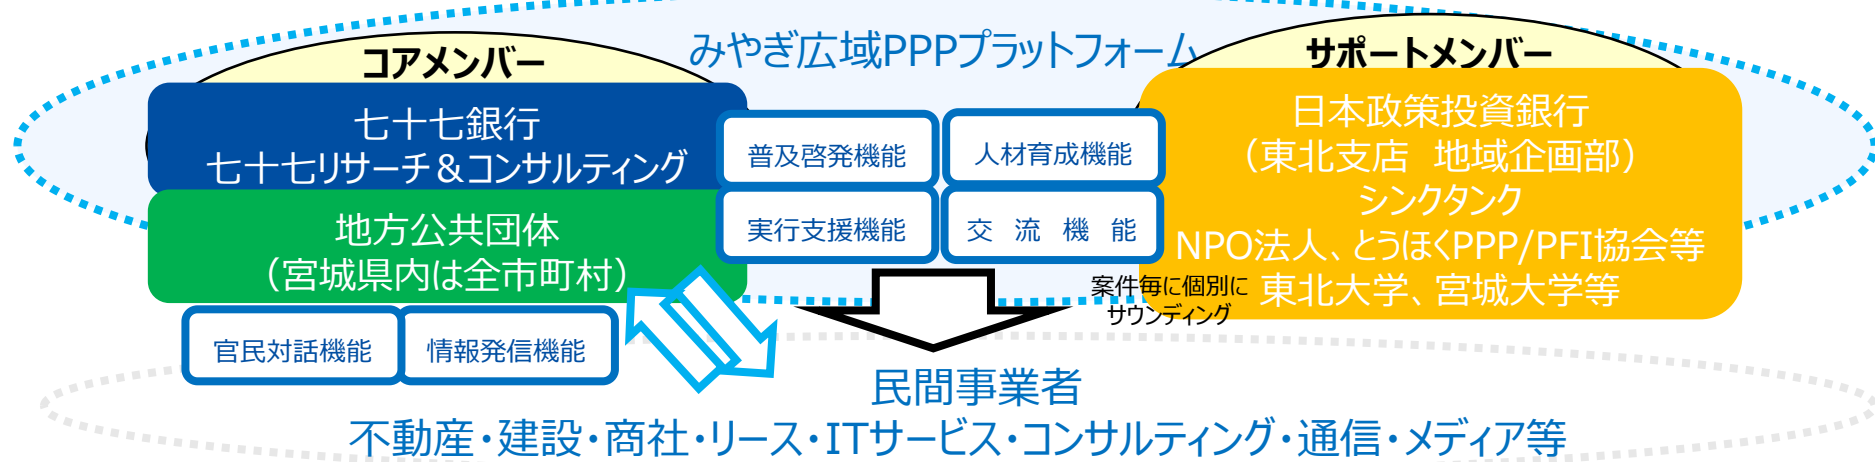 みやぎ広域PPPプラットフォーム
コアメンバー
七十七銀行
七十七リサーチ＆コンサルティング
地方公共団体
（宮城県内は全市町村）
官民対話機能
情報発信機能
普及啓発機能
人材育成機能
実行支援機能
交　流　機　能
サポートメンバー
日本政策投資銀行
（東北支店　地域企画部）
シンクタンク
NPO法人、とうほくPPP/PFI協会等
東北大学、宮城大学等
案件毎に個別に
サウンディング
民間事業者
不動産・建設・商社・リース・ITサービス・コンサルティング・通信・メディア等